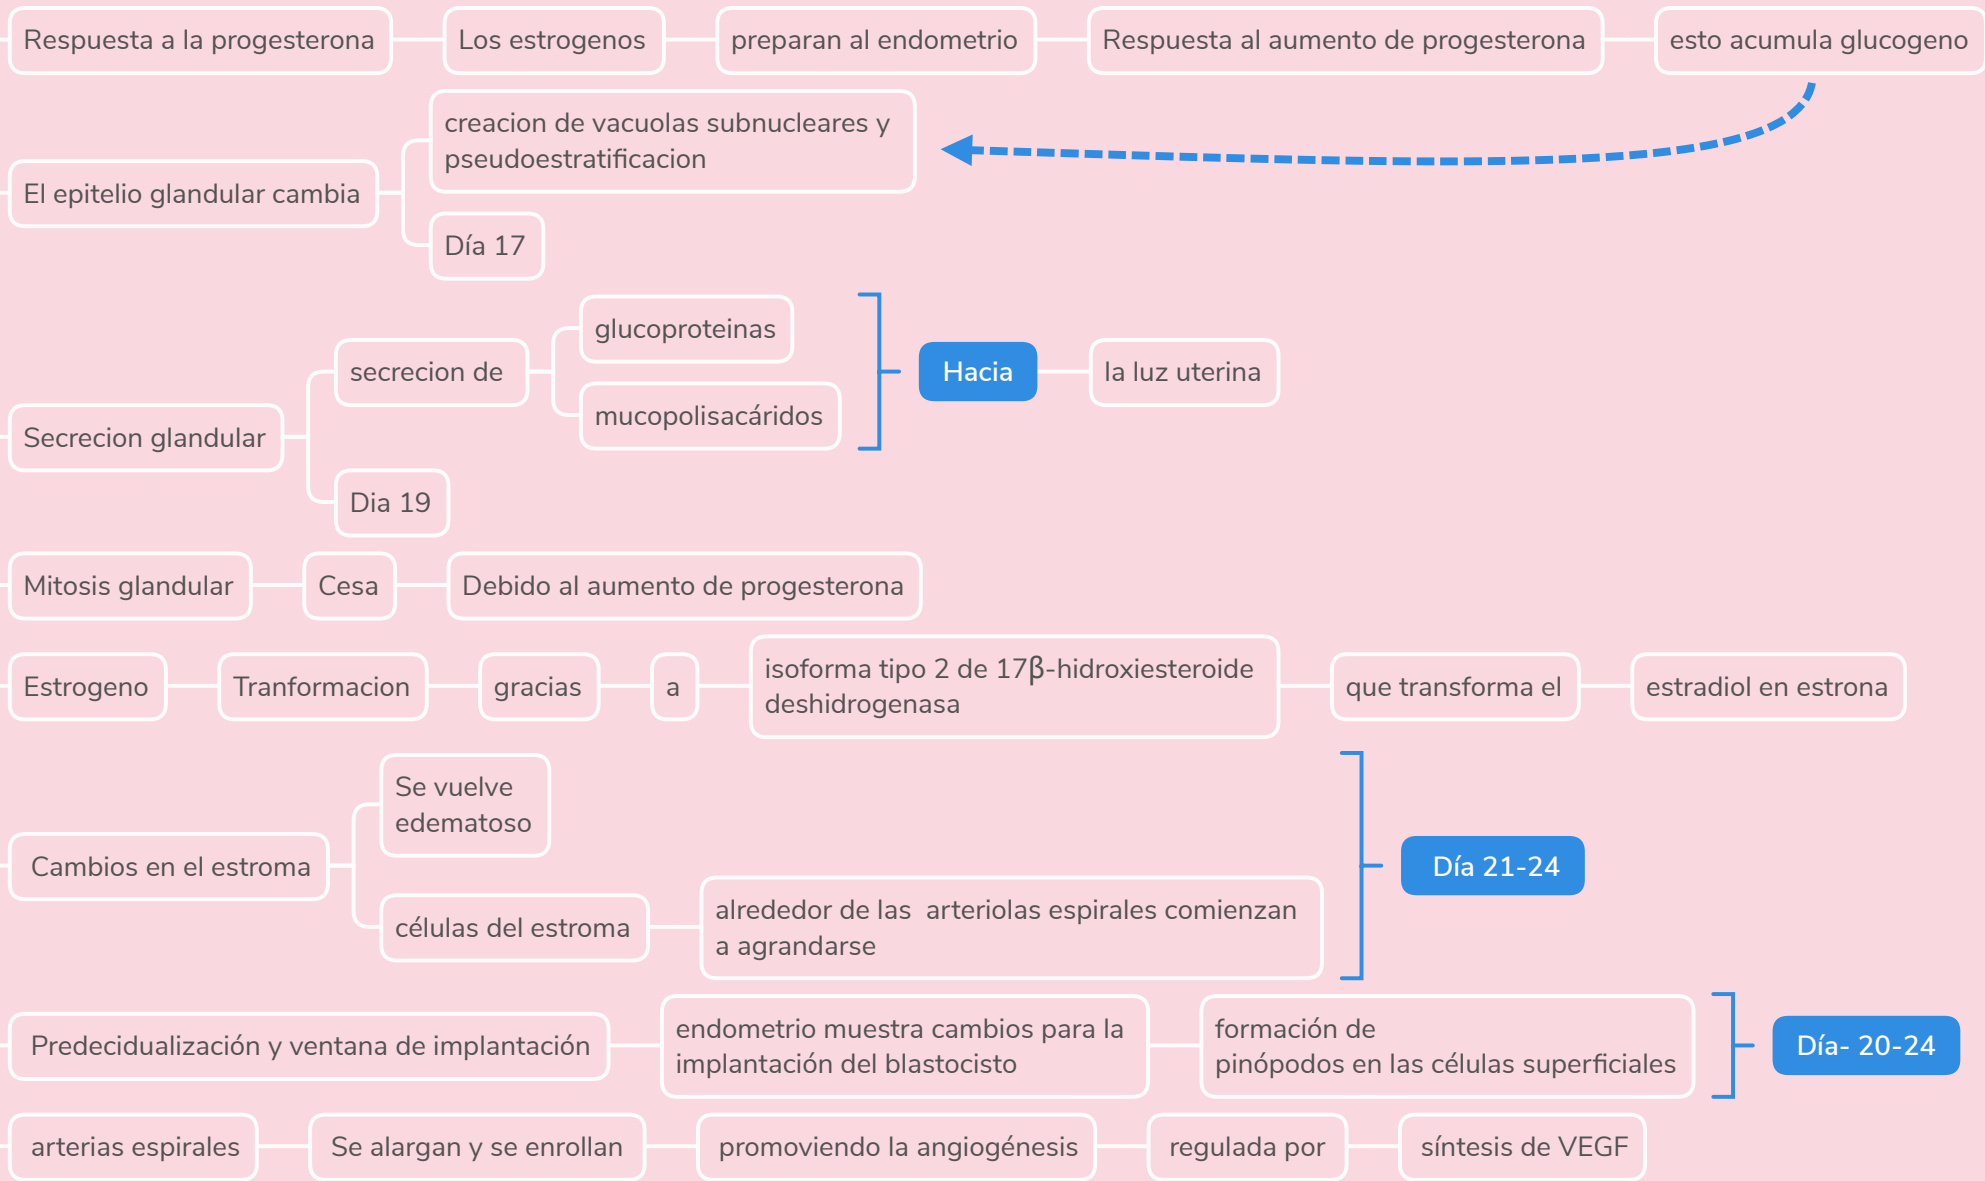 Respuesta a la progesterona
Los estrogenos
preparan al endometrio
Respuesta al aumento de progesterona
esto acumula glucogeno
El epitelio glandular cambia
creacion de vacuolas subnucleares y
pseudoestratificacion
Día 17
Secrecion glandular
secrecion de
glucoproteinas
mucopolisacáridos
Hacia
la luz uterina
Dia 19
Mitosis glandular
Cesa
Debido al aumento de progesterona
Estrogeno
Tranformacion
gracias
a
isoforma tipo 2 de 17β-hidroxiesteroide
deshidrogenasa
que transforma el
estradiol en estrona
Cambios en el estroma
Se vuelve
edematoso
células del estroma
alrededor de las  arteriolas espirales comienzan
a agrandarse
Día 21-24
Predecidualización y ventana de implantación
endometrio muestra cambios para la
implantación del blastocisto
formación de
pinópodos en las células superficiales
Día- 20-24
arterias espirales
Se alargan y se enrollan
promoviendo la angiogénesis
regulada por
síntesis de VEGF